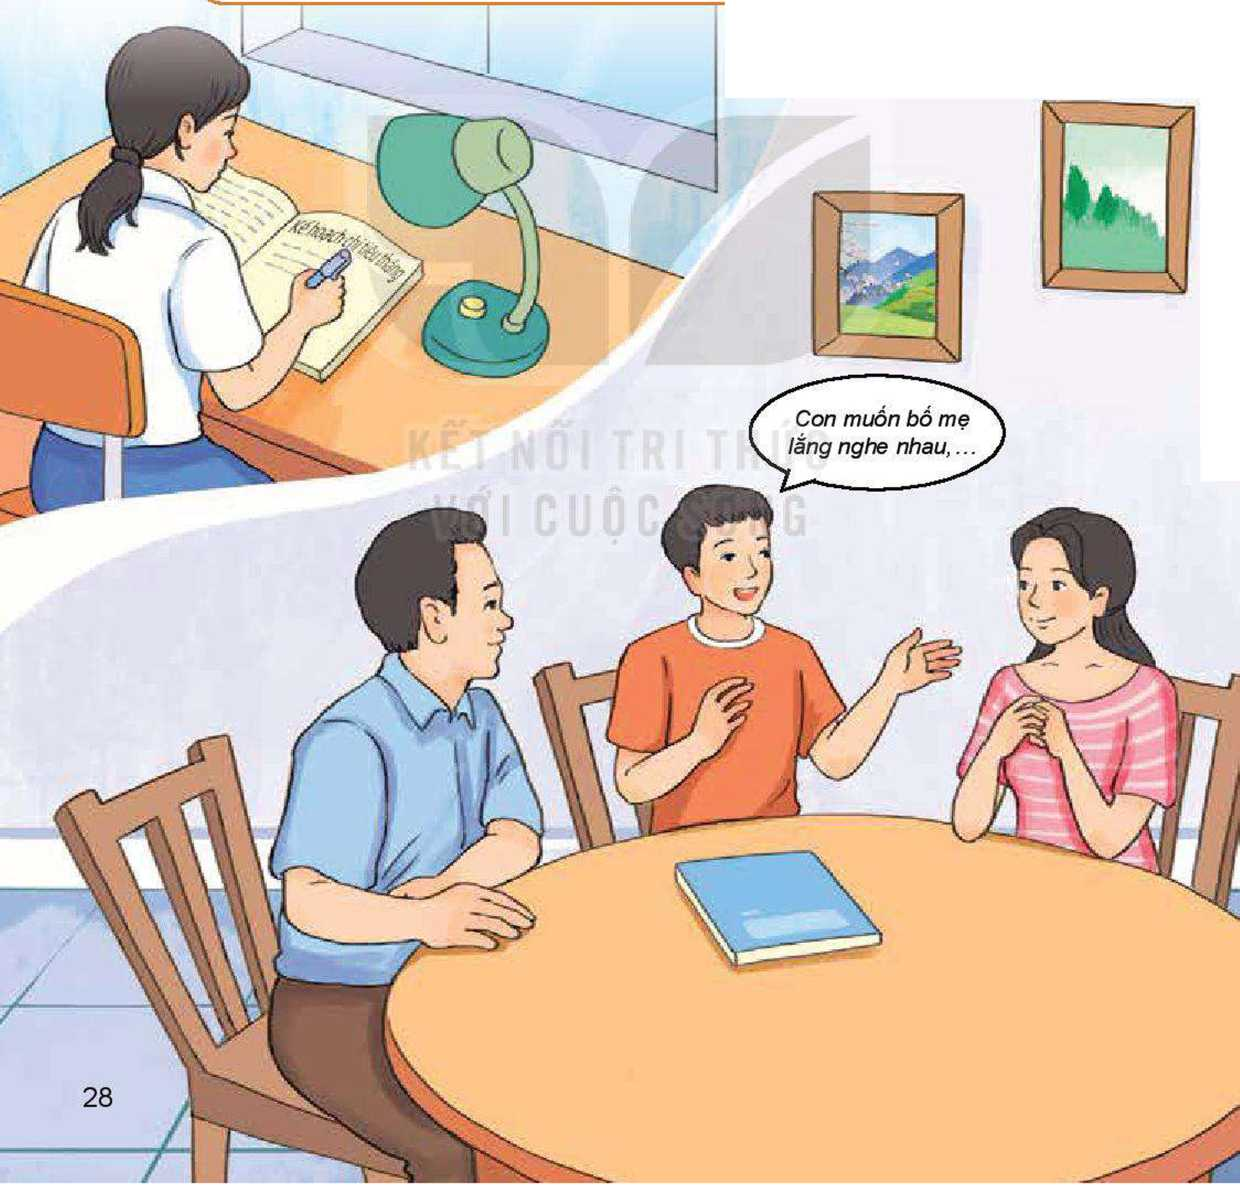 Kế hoạch chi tiêu tháng
Con muốn bố mẹ
lắng nghe nhau,...
KẾT NỐI TRI THỨC
VỚI CUỘC SỐNG
28